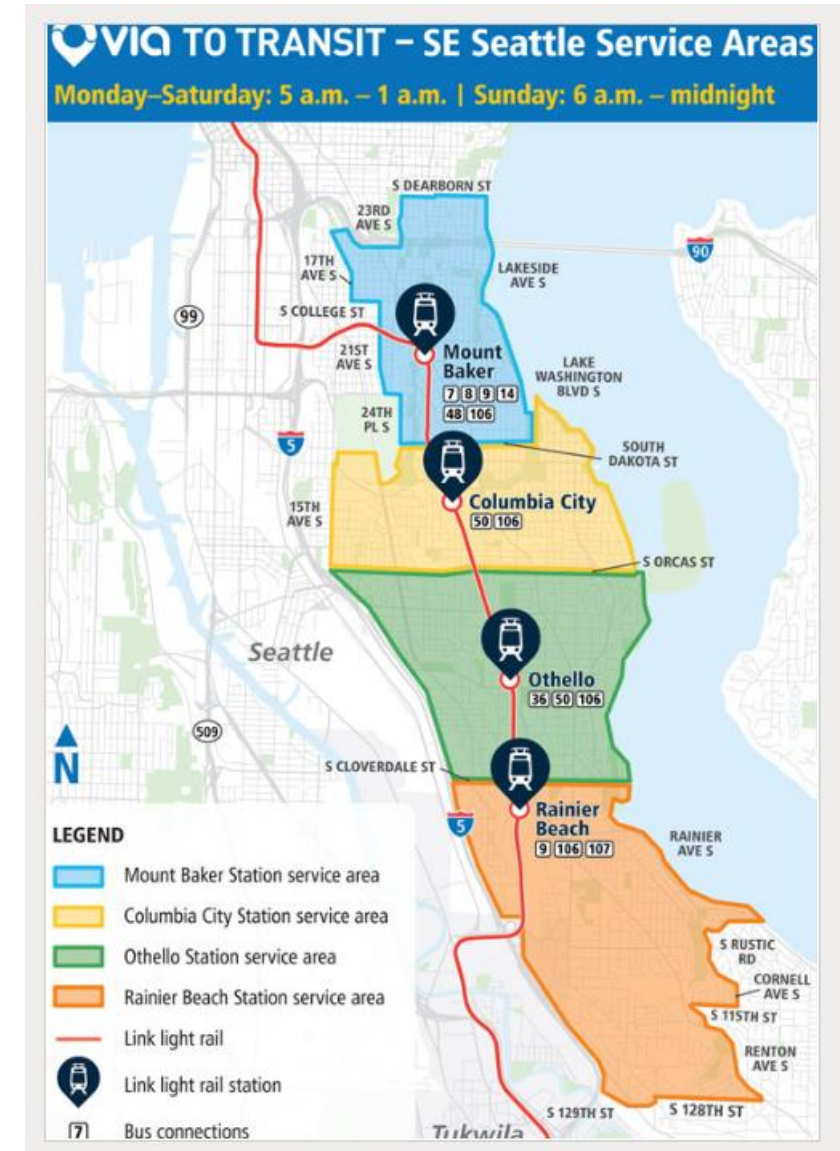 VIA TO TRANSIT – SE Seattle Service Areas
Monday–Saturday: 5 a.m. – 1 a.m. | Sunday: 6 a.m. – midnight
S DEARBORN ST
23RD
AVE S
90
17TH
AVE S
LAKESIDE
AVE S
99
S COLLEGE ST
21ST
AVE S
Mount
Baker
7 8 9 14
48 106
LAKE
WASHINGTON
BLVD S
24TH
PL S
5
SOUTH
DAKOTA ST
15TH
AVE S
Columbia City
50 106
S ORCAS ST
Seattle
Othello
36 50 106
509
N
S CLOVERDALE ST
Rainier
Beach
9 106 107
5
RAINIER
AVE S
S RUSTIC
RD
CORNELL
AVE S
S 115TH ST
RENTON
AVE S
S 129TH ST
S 128TH ST
Tukwila
LEGEND
Mount Baker Station service area
Columbia City Station service area
Othello Station service area
Rainier Beach Station service area
Link light rail
Link light rail station
7 Bus connections